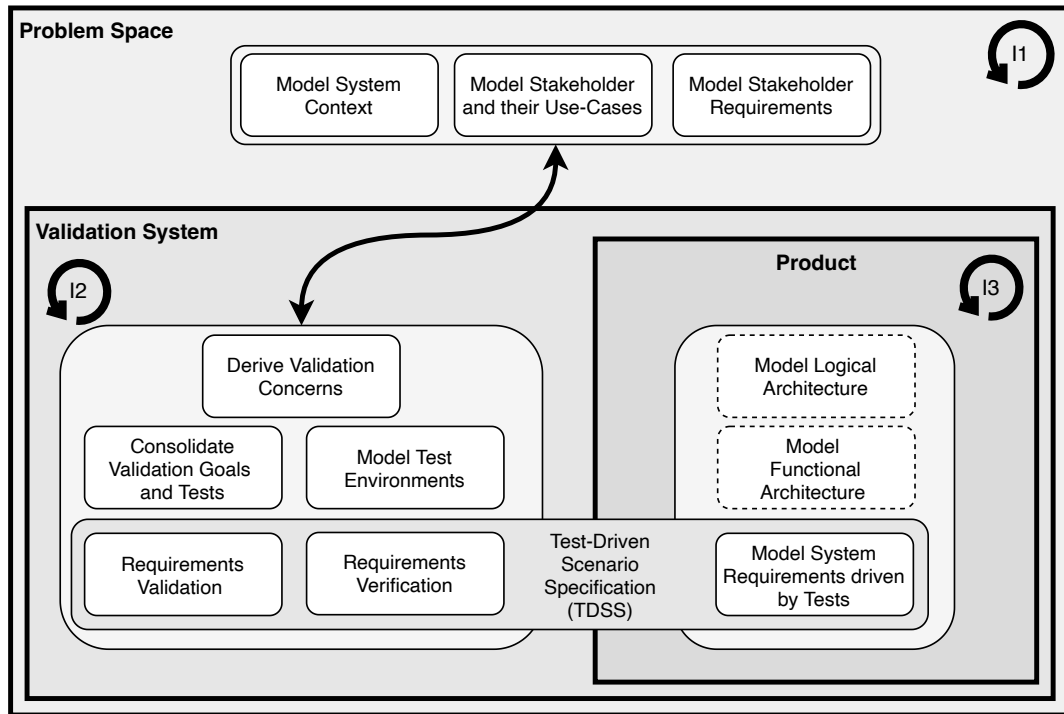 Problem Space
I1
Model System
Context
Model Stakeholder
and their Use-Cases
Model Stakeholder
Requirements
Validation System
I2
Product
I3
Derive Validation
Concerns
Consolidate
Validation Goals
and Tests
Model Test
Environments
Model Logical
Architecture
Model
Functional
Architecture
Requirements
Validation
Requirements
Verification
Test-Driven
Scenario
Specification
(TDSS)
Model System
Requirements driven
by Tests